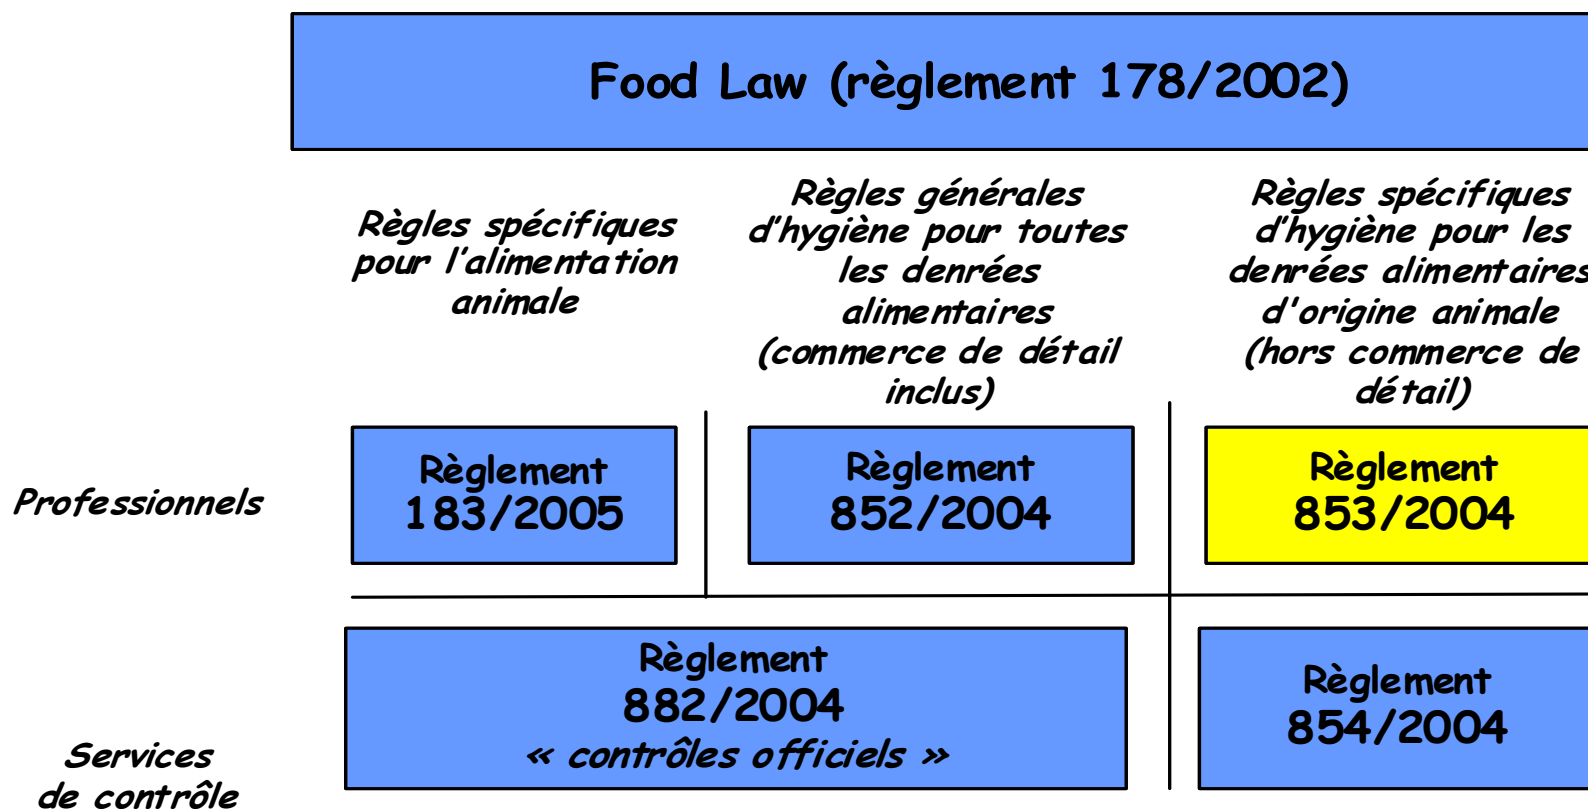 Food Law (règlement 178/2002)
Règles spécifiques
pour l'alimentation
animale
Règles générales
d'hygiène pour toutes
les denrées
alimentaires
(commerce de détail
inclus)
Règles spécifiques
d'hygiène pour les
denrées alimentaires
d'origine animale
(hors commerce de
détail)
Professionnels
Règlement
183/2005
Règlement
852/2004
Règlement
853/2004
Services
de contrôle
Règlement
882/2004
« contrôles officiels »
Règlement
854/2004